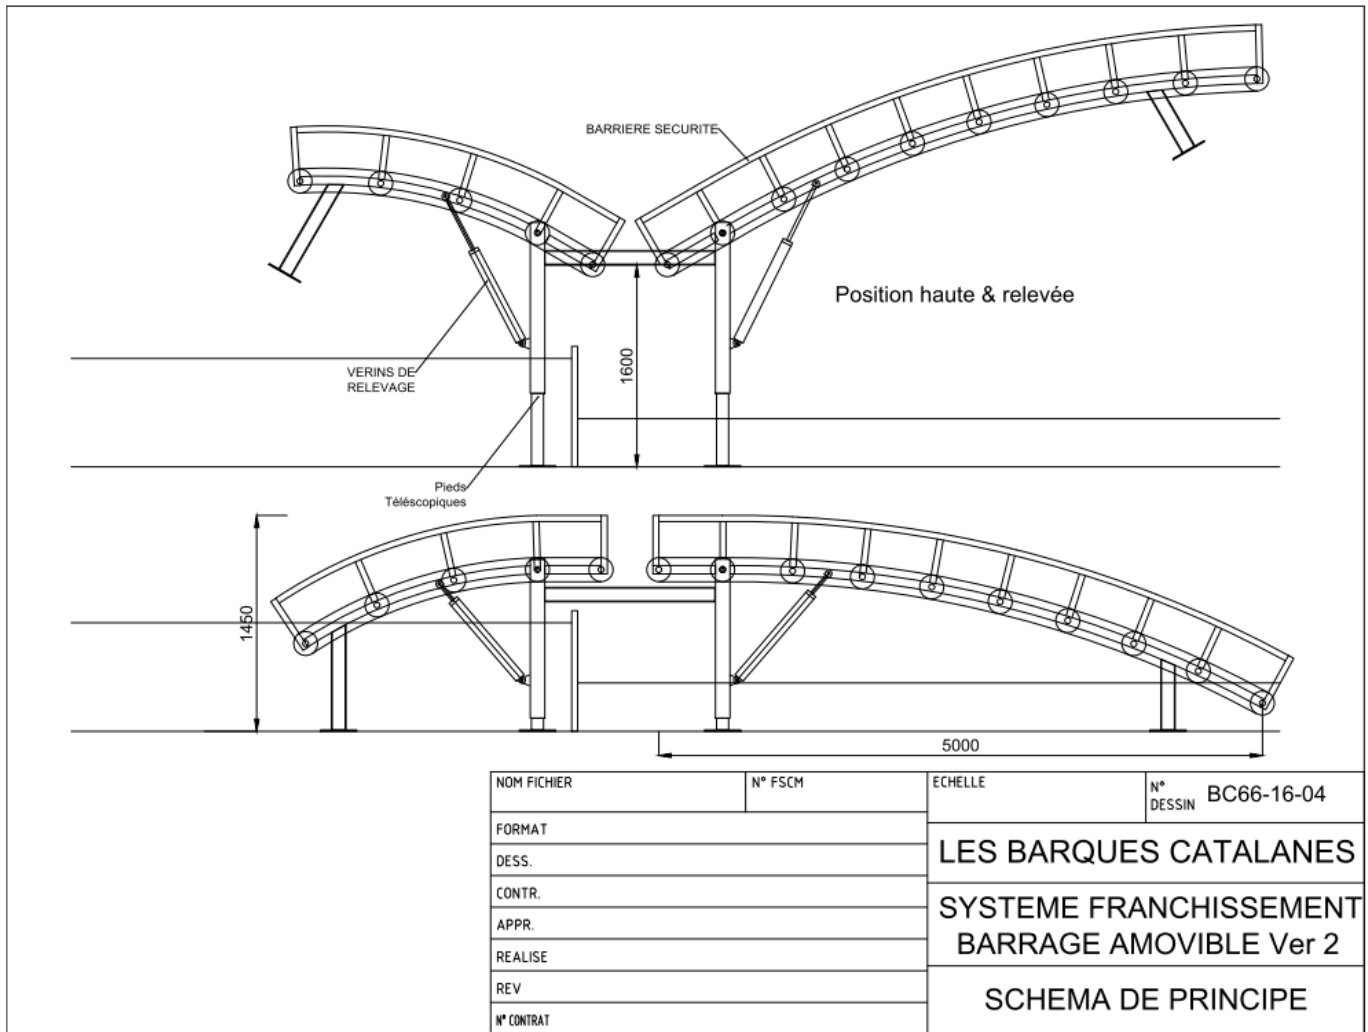 BARRIERE SECURITE
Position haute & relevée
VERINS DE
RELEVAGE
1600
Pieds
Téléscopiques
1450
5000
NOM FICHIER
N° FSCM
ECHELLE
N°
DESSIN
BC66-16-04
FORMAT
DESS.
CONTR.
APPR.
REALISE
REV
N° CONTRAT
LES BARQUES CATALANES
SYSTEME FRANCHISSEMENT
BARRAGE AMOVIBLE Ver 2
SCHEMA DE PRINCIPE